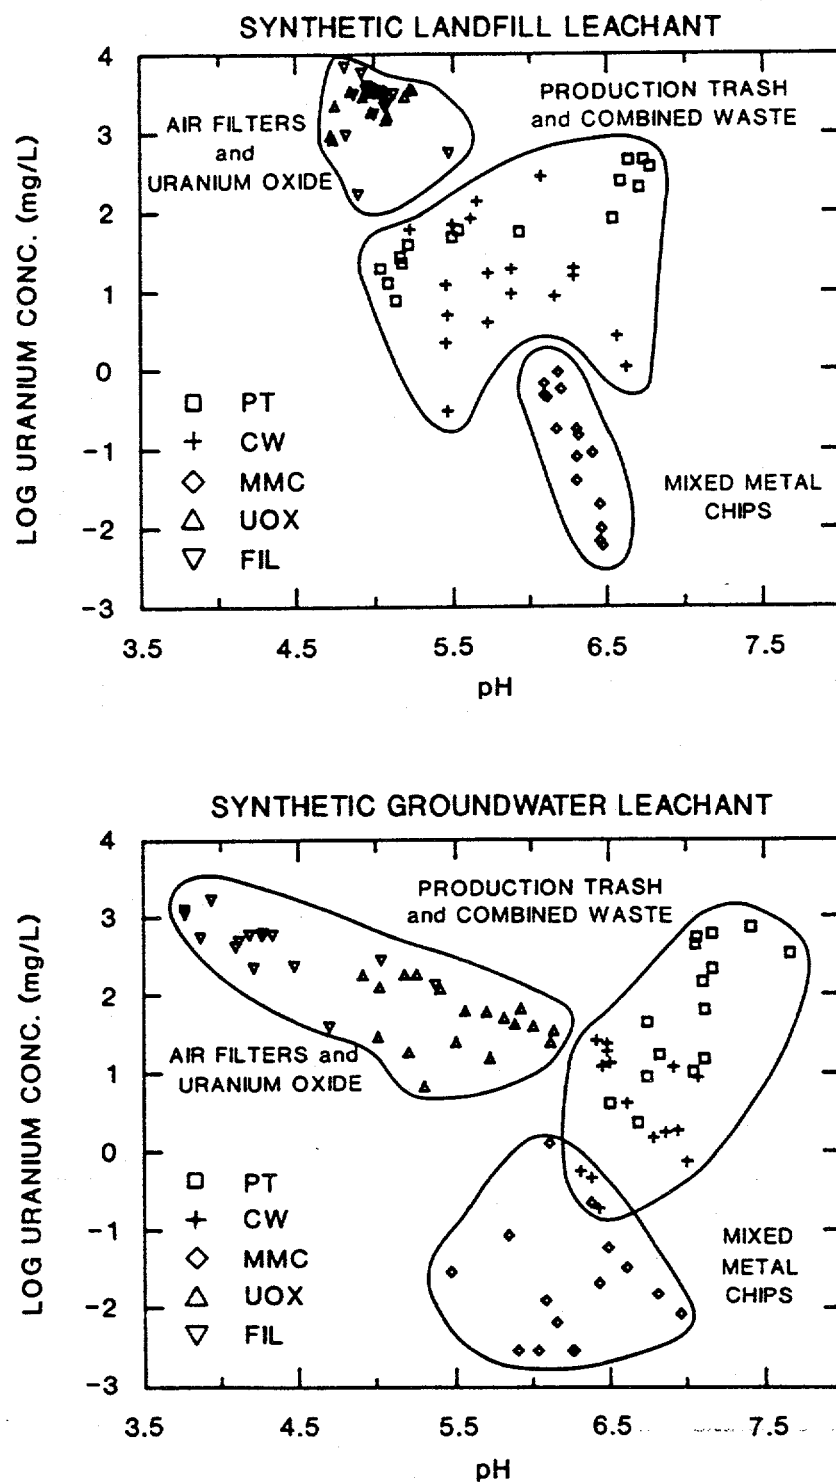 SYNTHETIC LANDFILL LEACHANT
4
3
2
1
0
-1
-2
-3
LOG URANIUM CONC. (mg/L)
PRODUCTION TRASH
and COMBINED WASTE
AIR FILTERS
and
URANIUM OXIDE
PT
CW
MMC
UOX
FIL
MIXED METAL
CHIPS
3.5 4.5 5.5 6.5 7.5
pH
SYNTHETIC GROUNDWATER LEACHANT
4
3
2
1
0
-1
-2
-3
LOG URANIUM CONC. (mg/L)
PRODUCTION TRASH
and COMBINED WASTE
AIR FILTERS and
URANIUM OXIDE
PT
CW
MMC
UOX
FIL
MIXED
METAL
CHIPS
3.5 4.5 5.5 6.5 7.5
pH